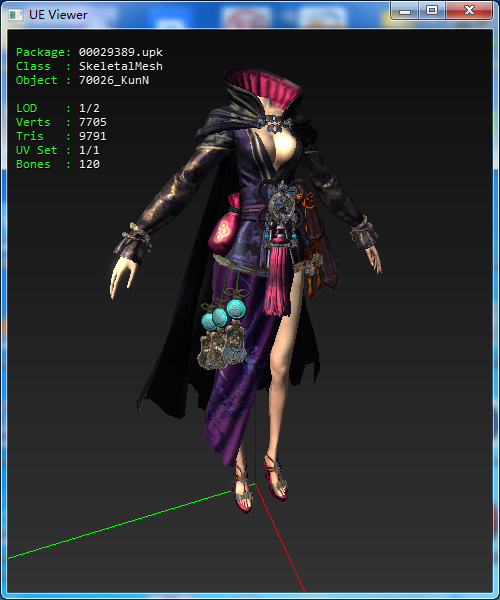 UE Viewer
Package: 00029389.upk
Class : SkeletalMesh
Object : 70026_KunN
LOD : 1/2
Verts : 7705
Tris : 9791
UV Set : 1/1
Bones : 120